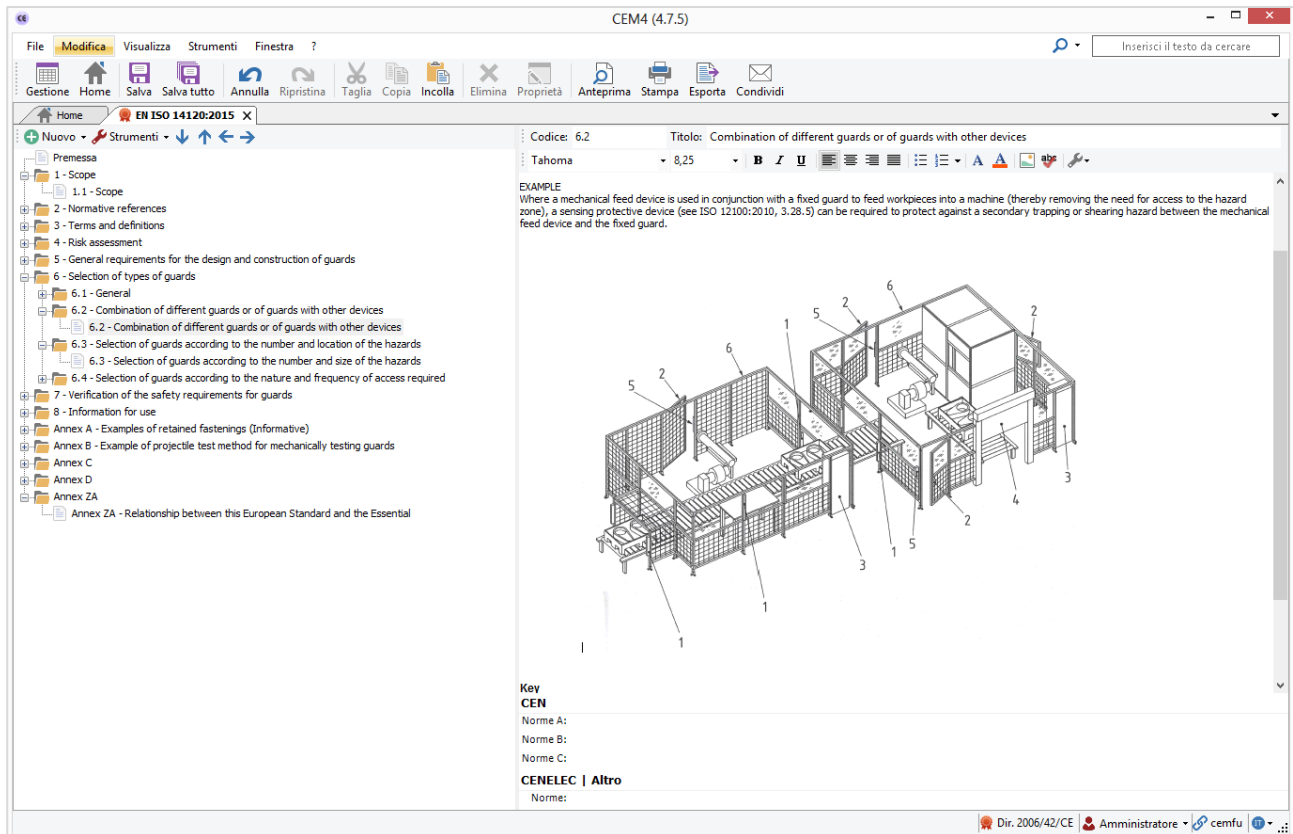 CE
CEM4 (4.7.5)
File Modifica Visualizza Strumenti Finestra ?
Inserisci il testo da cercare
Gestione Home Salva Salva tutto Annulla Ripristina Taglia Copia Incolla Elimina Proprietà Anteprima Stampa Esporta Condividi
Home EN ISO 14120:2015 X
Nuovo Strumenti
Premessa
1 - Scope
1.1 - Scope
2 - Normative references
3 - Terms and definitions
4 - Risk assessment
5 - General requirements for the design and construction of guards
6 - Selection of types of guards
6.1 - General
6.2 - Combination of different guards or of guards with other devices
6.2 - Combination of different guards or of guards with other devices
6.3 - Selection of guards according to the number and location of the hazards
6.3 - Selection of guards according to the number and size of the hazards
6.4 - Selection of guards according to the nature and frequency of access required
7 - Verification of the safety requirements for guards
8 - Information for use
Annex A - Examples of retained fastenings (Informative)
Annex B - Example of projectile test method for mechanically testing guards
Annex C
Annex D
Annex ZA
Annex ZA - Relationship between this European Standard and the Essential
Codice: 6.2 Titolo: Combination of different guards or of guards with other devices
Tahoma 8,25 B I U A A abc
EXAMPLE
Where a mechanical feed device is used in conjunction with a fixed guard to feed workpieces into a machine (thereby removing the need for access to the hazard
zone), a sensing protective device (see ISO 12100:2010, 3.28.5) can be required to protect against a secondary trapping or shearing hazard between the mechanical
feed device and the fixed guard.
6
2
5
2
1
6
2
5
3
4
2
5
1
3
1
1
Key
CEN
Norme A:
Norme B:
Norme C:
CENELEC | Altro
Norme:
Dir. 2006/42/CE Amministratore cemfu IT